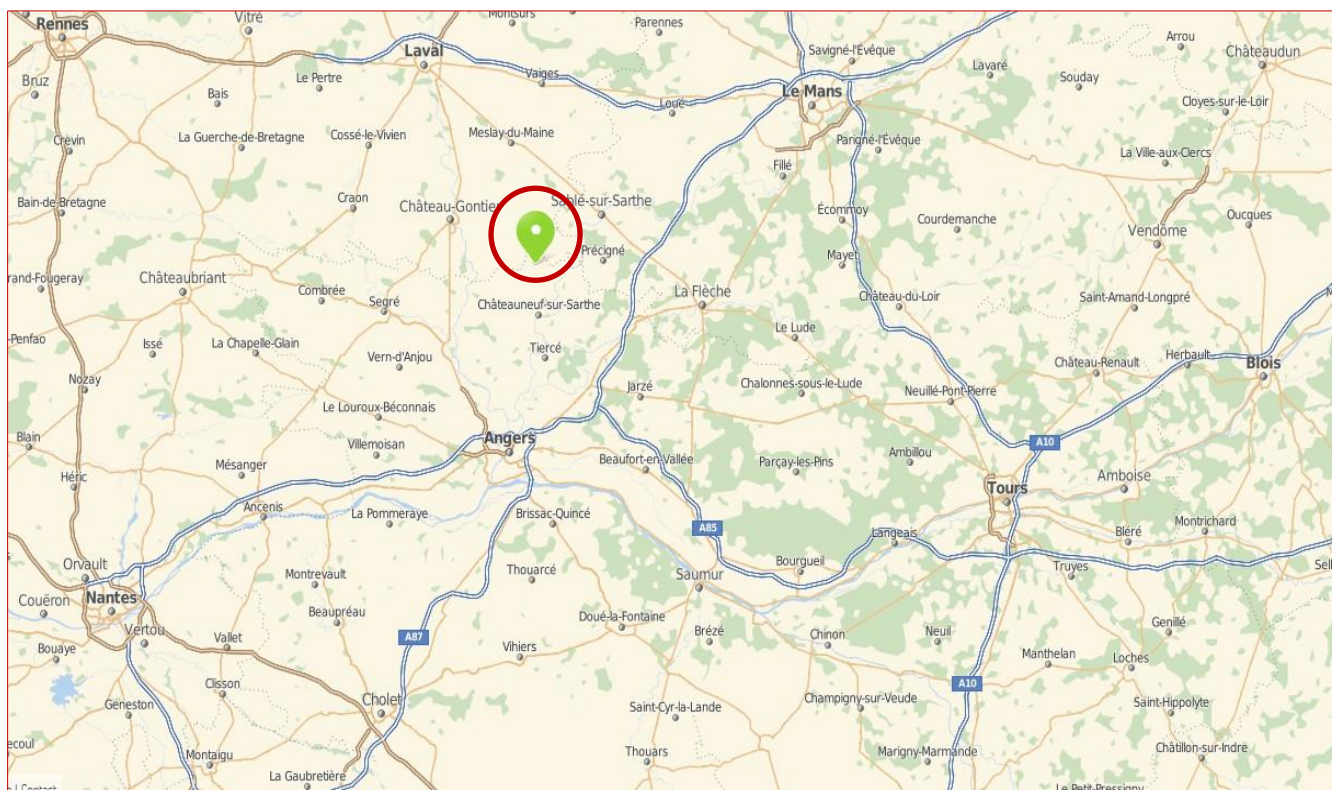 Rennes
Vitré
Montsûrs
Parennes
Savigné-l'Évêque
Arrou
Châteaudun
Laval
Lavaré
Souday
Bruz
Le Pertre
Vaiges
Le Mans
Bais
Loué
Cloyes-sur-le-Loir
Crevin
La Guerche-de-Bretagne
Cossé-le-Vivien
Meslay-du-Maine
Parigné-l'Évêque
La Ville-aux-Clercs
Fillé
Bain-de-Bretagne
Craon
Château-Gontier
Sablé-sur-Sarthe
Écommoy
Courdemanche
Oucques
Vendôme
Précigné
Mayet
rand-Fougeray
Châteaubriant
Combrée
Segré
Châteauneuf-sur-Sarthe
La Flèche
Château-du-Loir
Saint-Amand-Longpré
-Penfao
Issé
La Chapelle-Glain
Le Lude
Vern-d'Anjou
Tiercé
Château-Renault
Herbault
Blois
Nozay
Jarzé
Chalonnes-sous-le-Lude
Neuillé-Pont-Pierre
Le Louroux-Béconnais
Blain
Villemoisan
Angers
A10
Héric
Mésanger
Beaufort-en-Vallée
Parçay-les-Pins
Ambillou
Amboise
Tours
Ancenis
La Pommeraye
Brissac-Quincé
A85
Langeais
Montrichard
Bléré
Orvault
Bourgueil
Truyes
Sell
Montrevault
Thouarcé
Saumur
Couëron
Nantes
Beaupréau
Doué-la-Fontaine
Genillé
Vertou
Vallet
A87
Brézé
Chinon
Neuil
Bouaye
Vihiers
Manthelan
Loches
Clisson
A10
Cholet
Champigny-sur-Veude
Saint-Hippolyte
Geneston
Saint-Cyr-la-Lande
ecoul
Montaigu
Thouars
Marigny-Marmande
Châtillon-sur-Indre
La Gaubretière
Le Petit-Pressigny